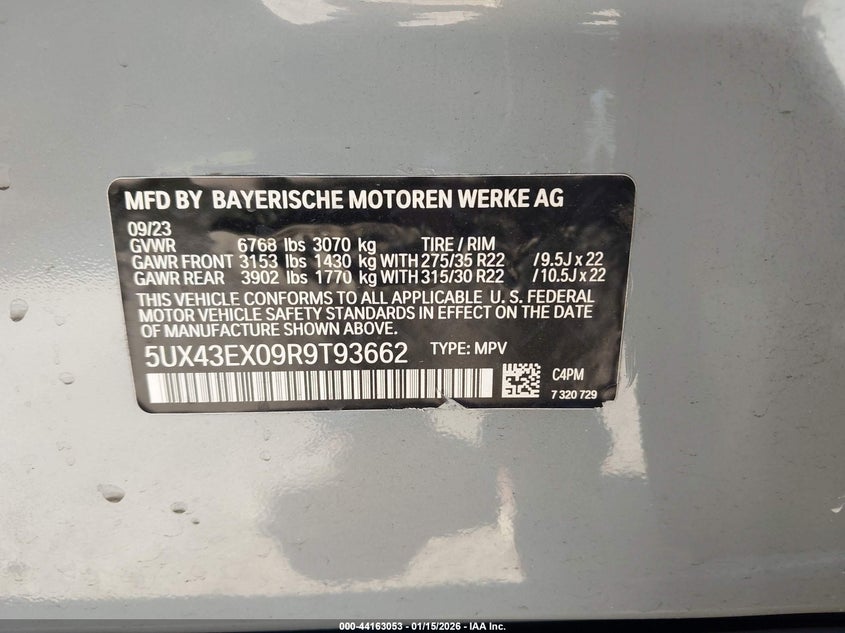 MFD BY BAYERISCHE MOTOREN WERKE AG
09/23
GVWR 6768 lbs 3070 kg TIRE / RIM
GAWR FRONT 3153 lbs 1430 kg WITH 275/35 R22 /9.5J x 22
GAWR REAR 3902 lbs 1770 kg WITH 315/30 R22 /10.5J x 22
THIS VEHICLE CONFORMS TO ALL APPLICABLE U. S. FEDERAL
MOTOR VEHICLE SAFETY STANDARDS IN EFFECT ON THE DATE
OF MANUFACTURE SHOWN ABOVE.
5UX43EX09R9T93662 TYPE: MPV
C4PM
7 320 729
000-44163053 - 01/15/2026 - IAA Inc.